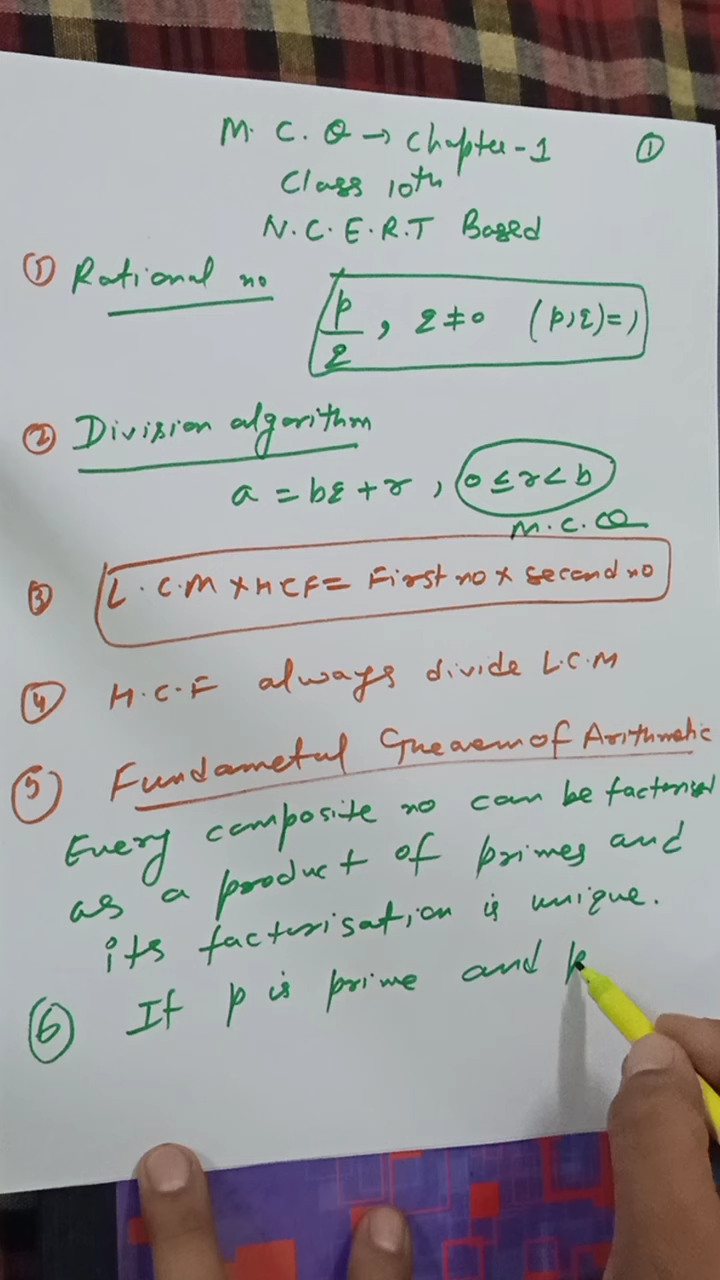 M. C. Q → Chapter-1
①
Class 10th
N.C.E.R.T Based
① Rational no
p/q, q ≠ 0 (p,q)=1
② Division algorithm
a = bq + r, 0 ≤ r < b
M.C.Q
③ L.C.M × HCF = First no × second no
④ H.C.F always divide L.C.M
⑤ Fundametal Theorem of Arithmetic
Every composite no can be factorised
as a product of primes and
its factorisation is unique.
⑥ If p is prime and p